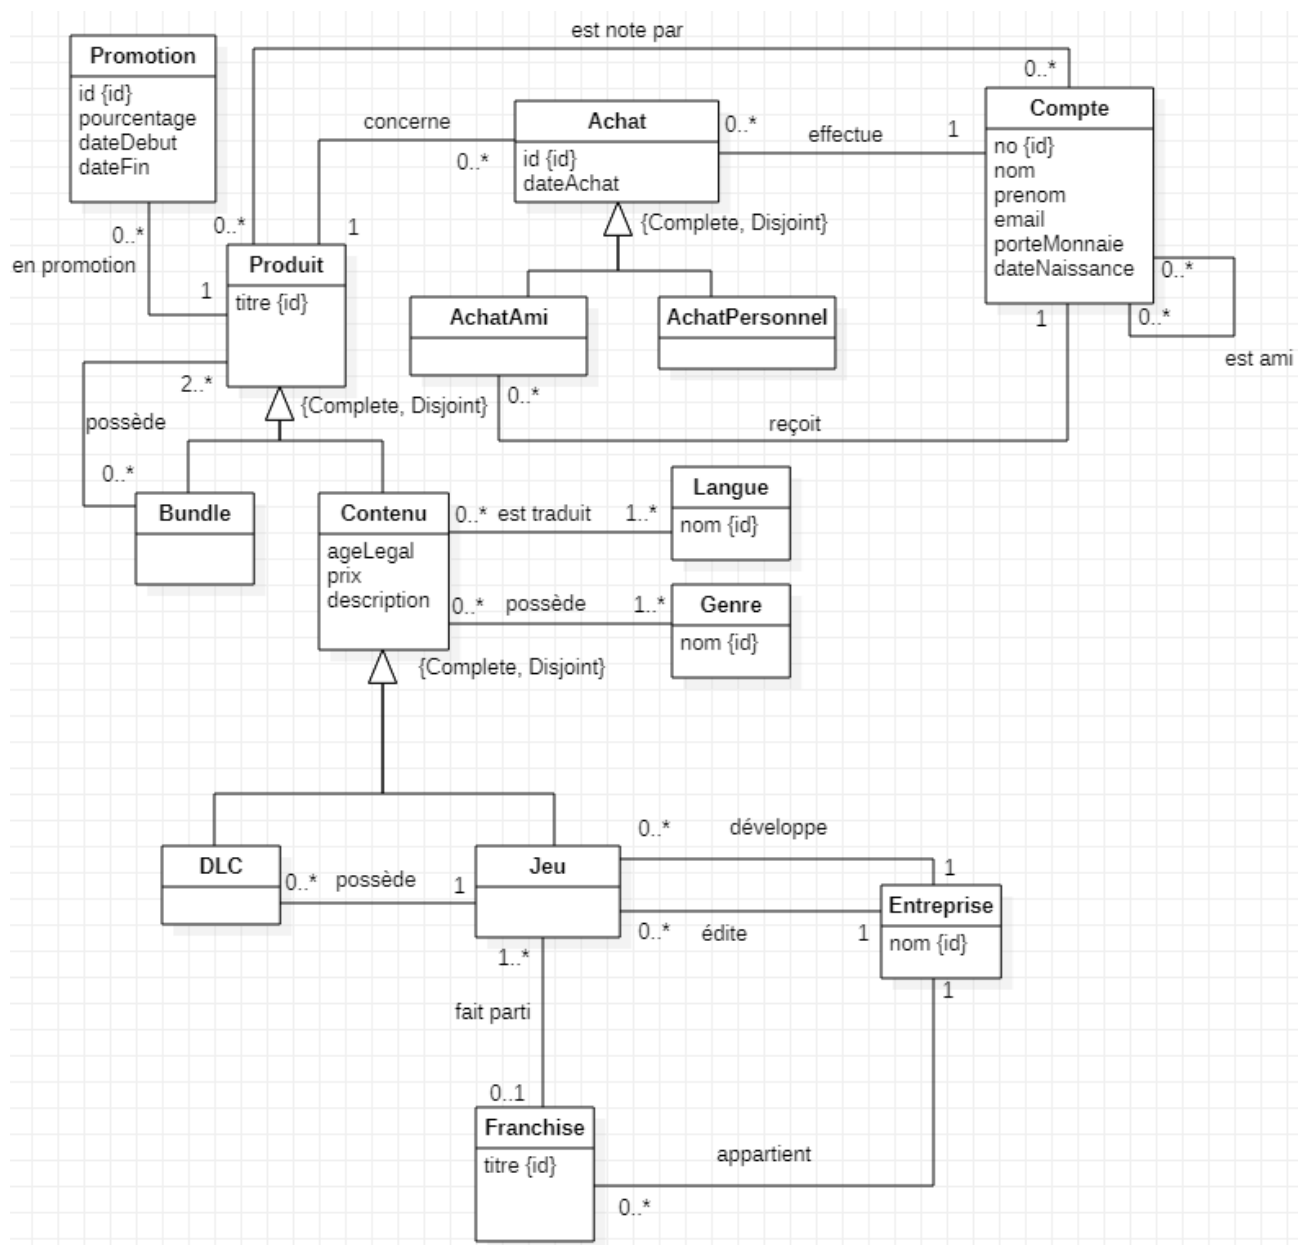 est note par
Promotion
id {id}
pourcentage
dateDebut
dateFin
0..*
Compte
no {id}
nom
prenom
email
porteMonnaie
dateNaissance
concerne
0..*
Achat
id {id}
dateAchat
0..*
effectue
1
{Complete, Disjoint}
0..*
en promotion
1
0..*
1
Produit
titre {id}
AchatAmi
AchatPersonnel
0..*
0..*
est ami
1
2..*
{Complete, Disjoint}
0..*
reçoit
possède
0..*
Bundle
Contenu
ageLegal
prix
description
0..*
est traduit
1..*
Langue
nom {id}
0..*
possède
1..*
Genre
nom {id}
{Complete, Disjoint}
0..*
développe
1
DLC
0..*
possède
1
Jeu
0..*
édite
1
Entreprise
nom {id}
1..*
1
fait parti
0..1
Franchise
titre {id}
appartient
0..*